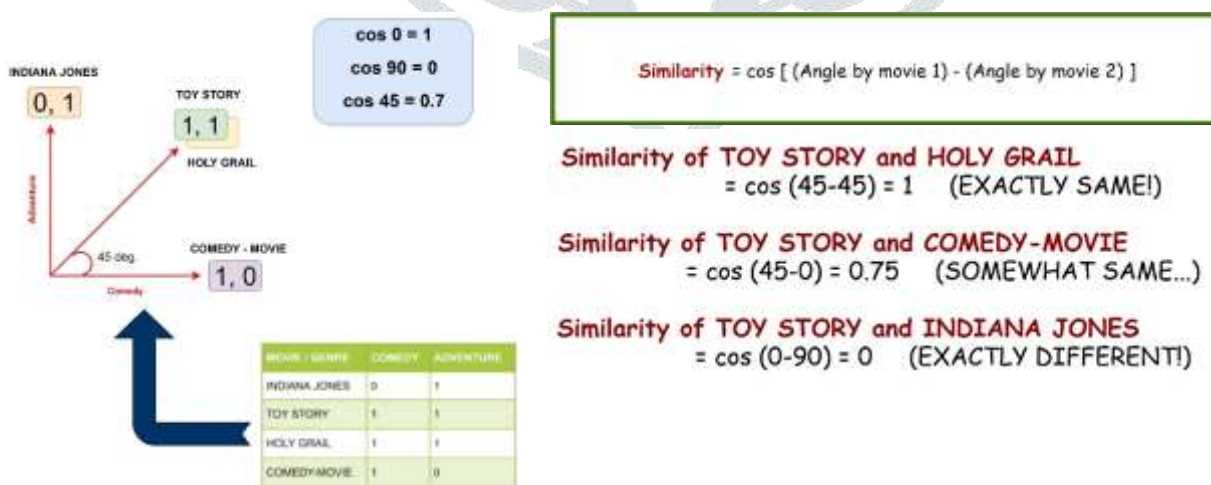 cos 0 = 1
cos 90 = 0
cos 45 = 0.7
INDIANA JONES
0, 1
TOY STORY
1, 1
HOLY GRAIL
Adventure
45 deg.
COMEDY - MOVIE
1, 0
Comedy
MOVIE / GENRE COMEDY ADVENTURE
INDIANA JONES 0 1
TOY STORY 1 1
HOLY GRAIL 1 1
COMEDY-MOVIE 1 0
Similarity = cos [ (Angle by movie 1) - (Angle by movie 2) ]
Similarity of TOY STORY and HOLY GRAIL
= cos (45-45) = 1 (EXACTLY SAME!)
Similarity of TOY STORY and COMEDY-MOVIE
= cos (45-0) = 0.75 (SOMEWHAT SAME...)
Similarity of TOY STORY and INDIANA JONES
= cos (0-90) = 0 (EXACTLY DIFFERENT!)